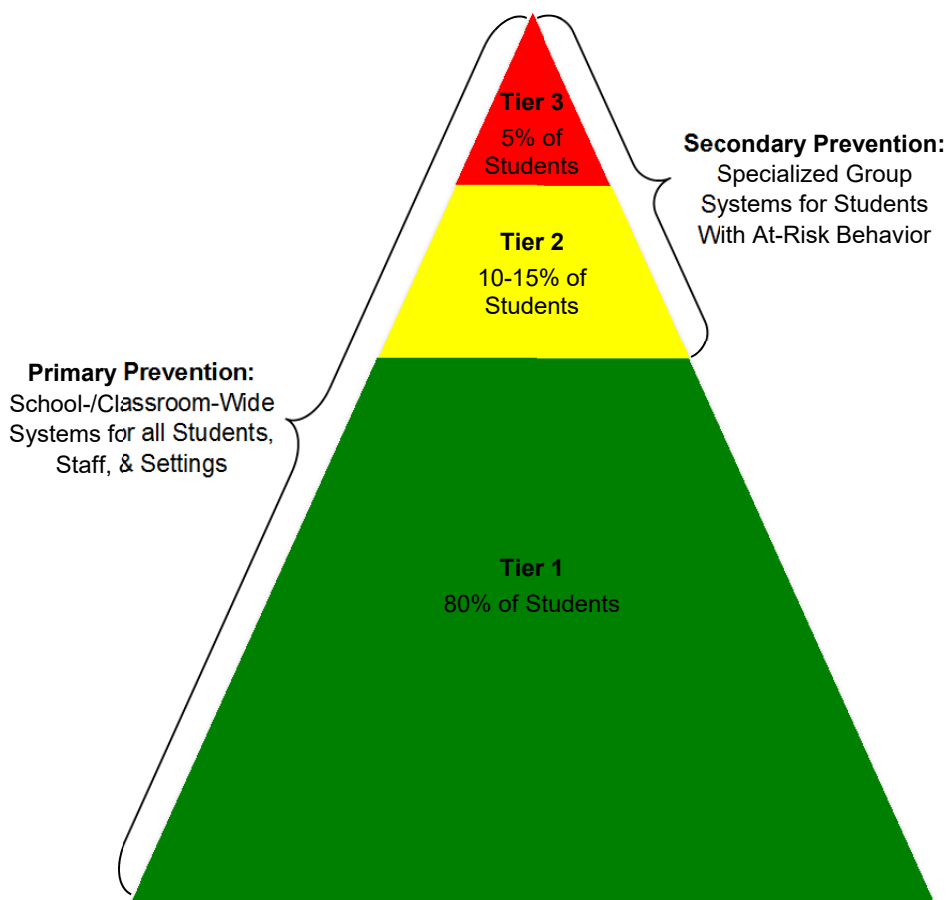 Tier 3
5% of
Students
Secondary Prevention:
Specialized Group
Systems for Students
With At-Risk Behavior
Tier 2
10-15% of
Students
Primary Prevention:
School-/Classroom-Wide
Systems for all Students,
Staff, & Settings
Tier 1
80% of Students